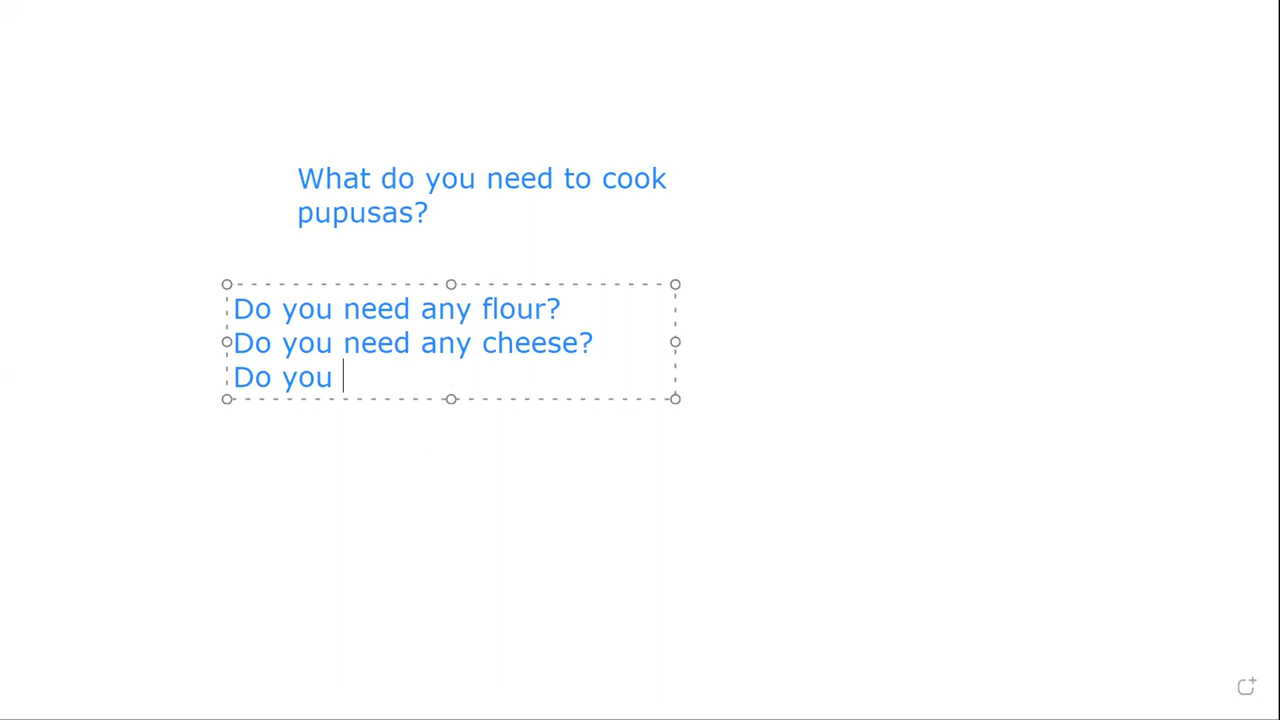 What do you need to cook
pupusas?
Do you need any flour?
Do you need any cheese?
Do you